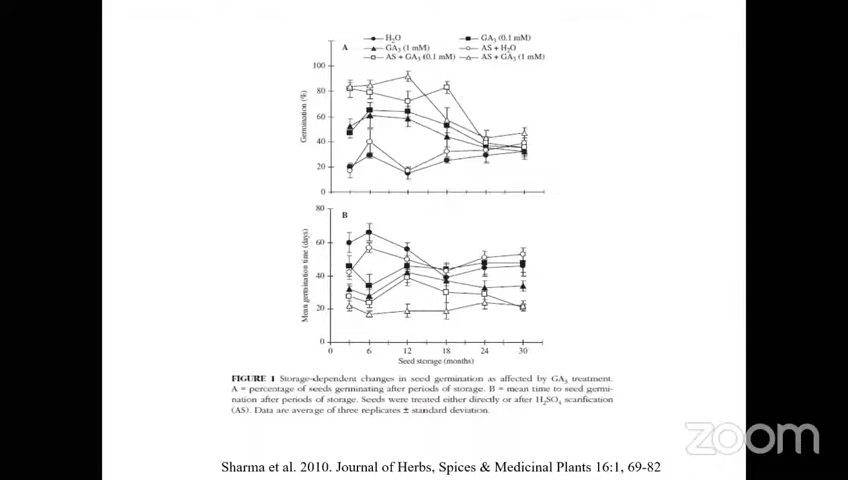 H₂O
GA₃ (0.1 mM)
A
GA₃ (1 mM)
AS + H₂O
AS + GA₃ (0.1 mM)
AS + GA₃ (1 mM)
100
80
60
40
20
0
Germination (%)
B
80
60
40
20
0
Mean germination time (days)
0 6 12 18 24 30
Seed storage (months)
FIGURE 1 Storage-dependent changes in seed germination as affected by GA₃ treatment.
A = percentage of seeds germinating after periods of storage. B = mean time to seed germi-
nation after periods of storage. Seeds were treated either directly or after H₂SO₄ scarification
(AS). Data are average of three replicates ± standard deviation.
zoom
Sharma et al. 2010. Journal of Herbs, Spices & Medicinal Plants 16:1, 69-82